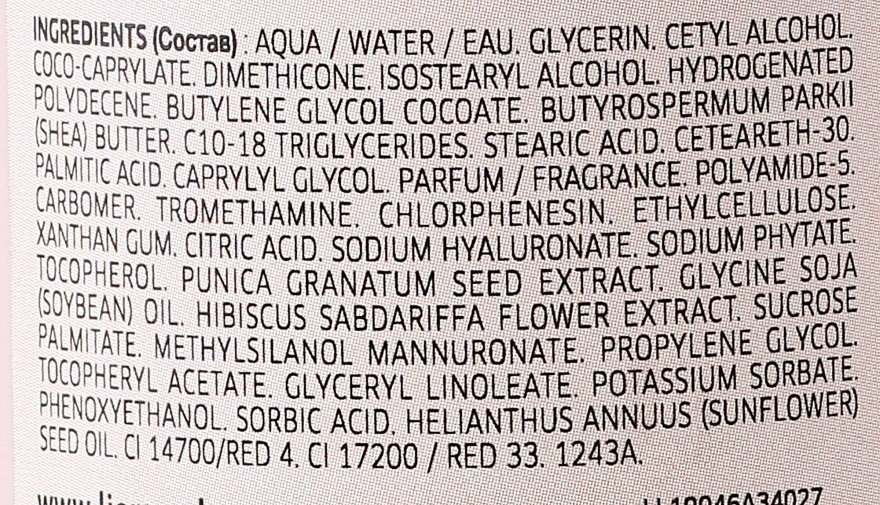 INGREDIENTS (Состав) : AQUA / WATER / EAU. GLYCERIN. CETYL ALCOHOL.
COCO-CAPRYLATE. DIMETHICONE. ISOSTEARYL ALCOHOL. HYDROGENATED
POLYDECENE. BUTYLENE GLYCOL COCOATE. BUTYROSPERMUM PARKII
(SHEA) BUTTER. C10-18 TRIGLYCERIDES. STEARIC ACID. CETEARETH-30.
PALMITIC ACID. CAPRYLYL GLYCOL. PARFUM / FRAGRANCE. POLYAMIDE-5.
CARBOMER. TROMETHAMINE. CHLORPHENESIN. ETHYLCELLULOSE.
XANTHAN GUM. CITRIC ACID. SODIUM HYALURONATE. SODIUM PHYTATE.
TOCOPHEROL. PUNICA GRANATUM SEED EXTRACT. GLYCINE SOJA
(SOYBEAN) OIL. HIBISCUS SABDARIFFA FLOWER EXTRACT. SUCROSE
PALMITATE. METHYLSILANOL MANNURONATE. PROPYLENE GLYCOL.
TOCOPHERYL ACETATE. GLYCERYL LINOLEATE. POTASSIUM SORBATE.
PHENOXYETHANOL. SORBIC ACID. HELIANTHUS ANNUUS (SUNFLOWER)
SEED OIL. CI 14700/RED 4. CI 17200 / RED 33. 1243A.